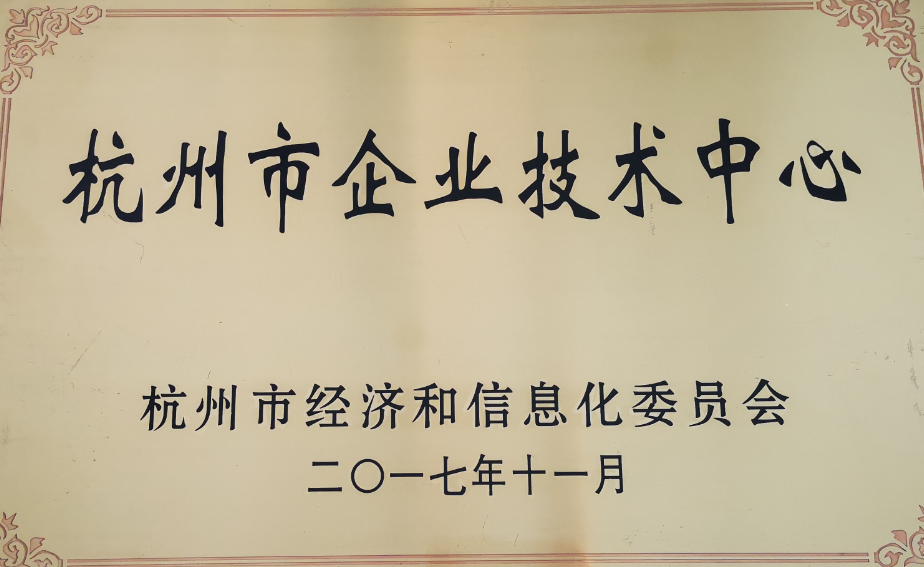 杭州市企业技术中心
杭州市经济和信息化委员会
二〇一七年十一月